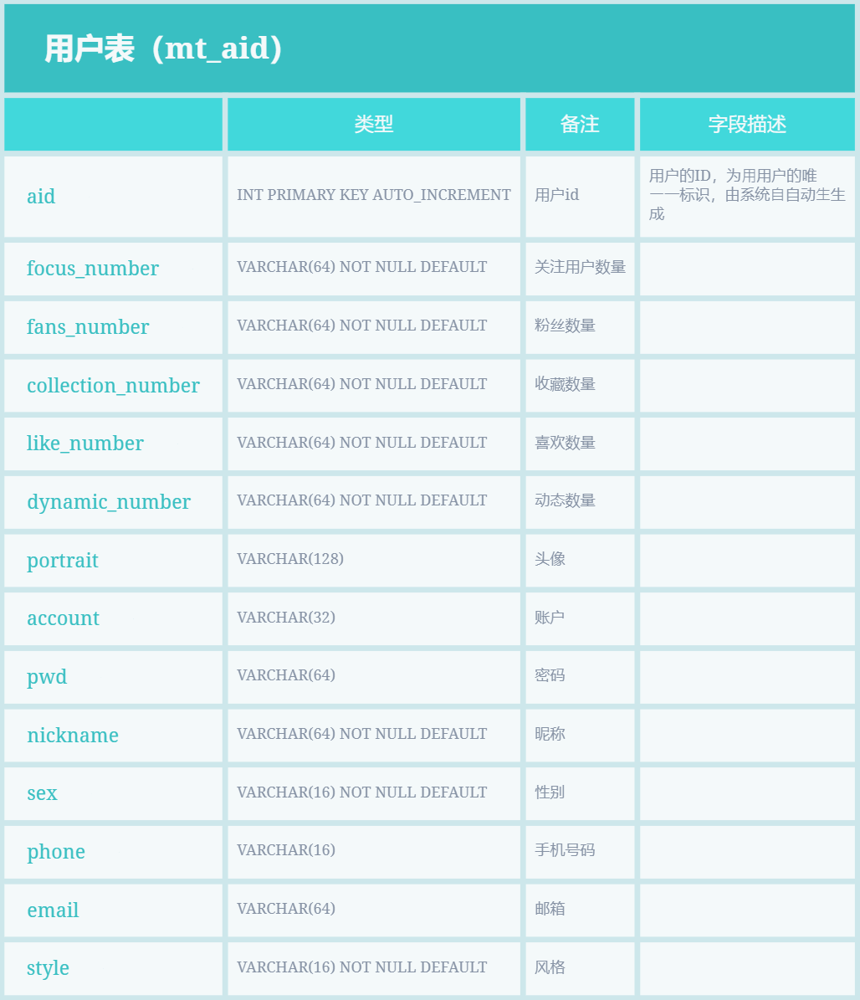 用户表（mt_aid）
类型 备注 字段描述
aid INT PRIMARY KEY AUTO_INCREMENT 用户id 用户的ID，为用用户的唯
一一标识，由系统自自动生生
成
focus_number VARCHAR(64) NOT NULL DEFAULT 关注用户数量
fans_number VARCHAR(64) NOT NULL DEFAULT 粉丝数量
collection_number VARCHAR(64) NOT NULL DEFAULT 收藏数量
like_number VARCHAR(64) NOT NULL DEFAULT 喜欢数量
dynamic_number VARCHAR(64) NOT NULL DEFAULT 动态数量
portrait VARCHAR(128) 头像
account VARCHAR(32) 账户
pwd VARCHAR(64) 密码
nickname VARCHAR(64) NOT NULL DEFAULT 昵称
sex VARCHAR(16) NOT NULL DEFAULT 性别
phone VARCHAR(16) 手机号码
email VARCHAR(64) 邮箱
style VARCHAR(16) NOT NULL DEFAULT 风格